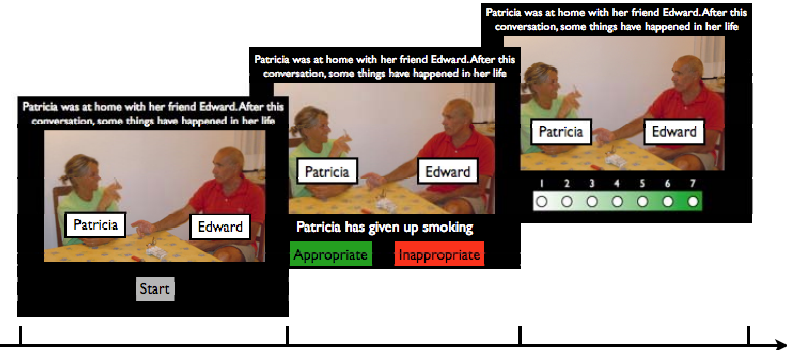 Patricia was at home with her friend Edward. After this
conversation, some things have happened in her life
Patricia
Edward
Start
Patricia was at home with her friend Edward. After this
conversation, some things have happened in her life
Patricia
Edward
Patricia has given up smoking
Appropriate
Inappropriate
Patricia was at home with her friend Edward. After this
conversation, some things have happened in her life
Patricia
Edward
1 2 3 4 5 6 7